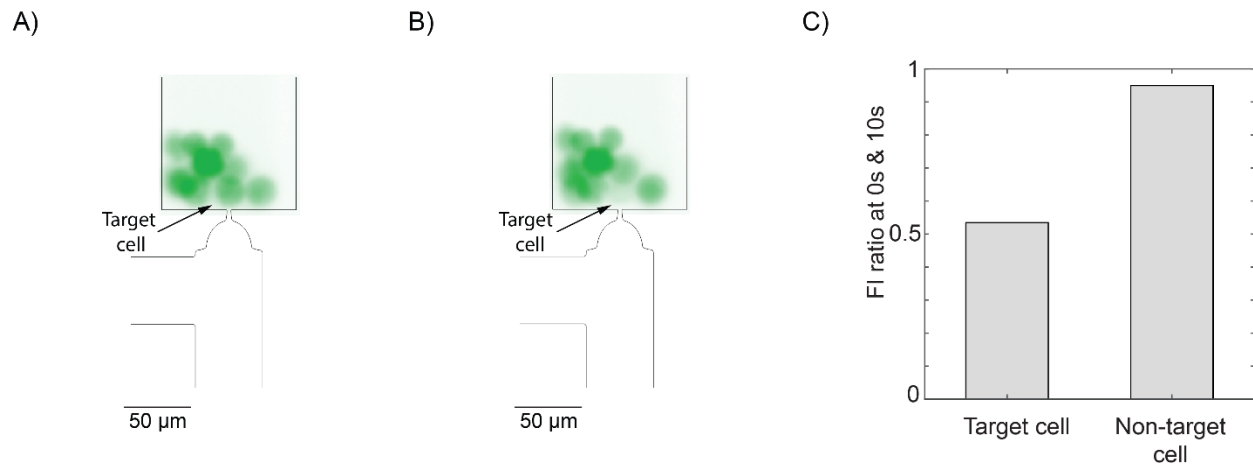 A)
B)
C)
Target
cell
50 µm
Target
cell
50 µm
FI ratio at 0s & 10s
1
0.5
0
Target cell
Non-target
cell